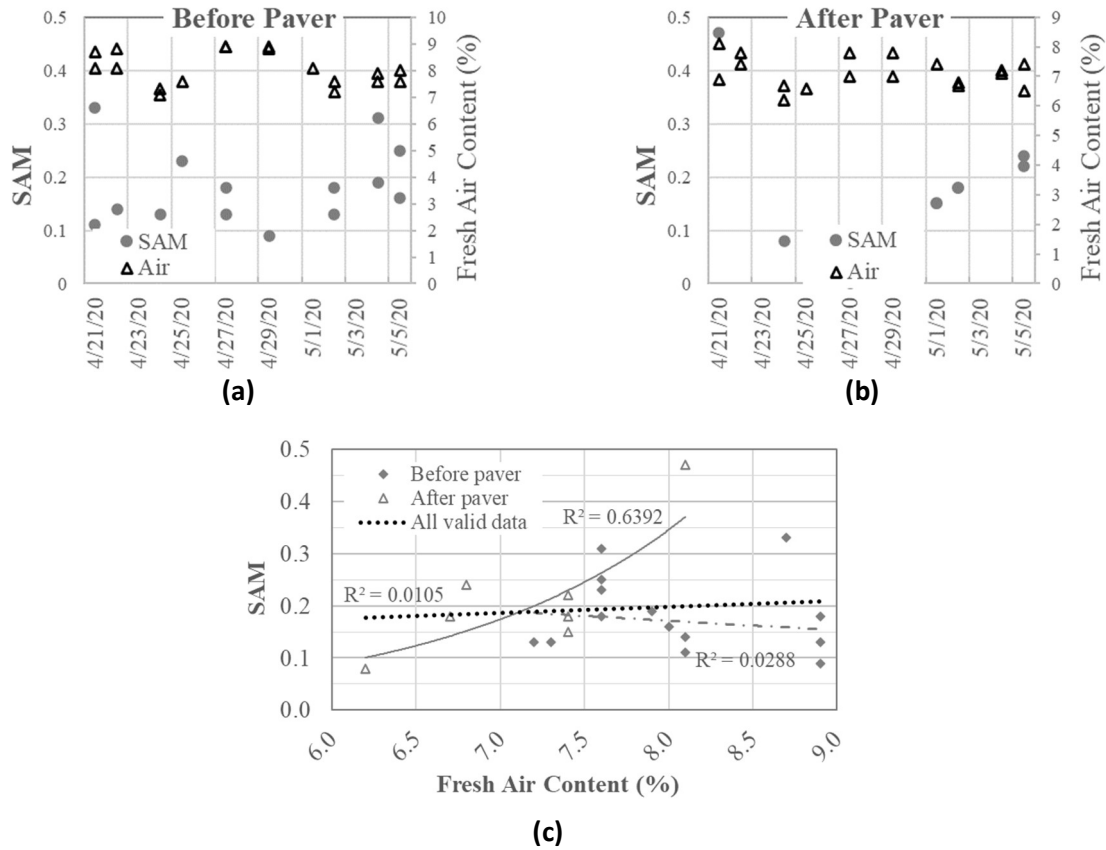 Before Paver
0.5
0.4
0.3
0.2
0.1
0
SAM
10
9
8
7
6
5
4
3
2
1
0
Fresh Air Content (%)
SAM
Air
4/21/20
4/23/20
4/25/20
4/27/20
4/29/20
5/1/20
5/3/20
5/5/20
(a)
After Paver
0.5
0.4
0.3
0.2
0.1
0
SAM
9
8
7
6
5
4
3
2
1
0
Fresh Air Content (%)
SAM
Air
4/21/20
4/23/20
4/25/20
4/27/20
4/29/20
5/1/20
5/3/20
5/5/20
(b)
0.5
0.4
0.3
0.2
0.1
0.0
SAM
Before paver
After paver
All valid data
R² = 0.6392
R² = 0.0105
R² = 0.0288
6.0
6.5
7.0
7.5
8.0
8.5
9.0
Fresh Air Content (%)
(c)